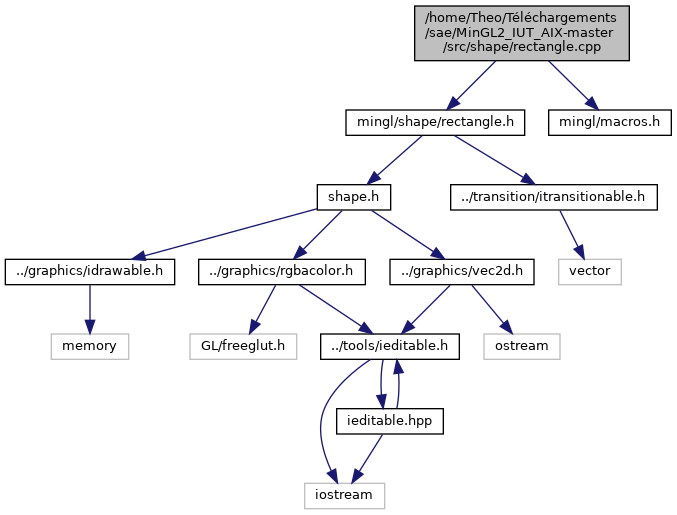 /home/Theo/Téléchargements
/sae/MinGL2_IUT_AIX-master
/src/shape/rectangle.cpp
mingl/shape/rectangle.h
mingl/macros.h
shape.h
../transition/itransitionable.h
../graphics/idrawable.h
../graphics/rgbacolor.h
../graphics/vec2d.h
vector
memory
GL/freeglut.h
../tools/ieditable.h
ostream
ieditable.hpp
iostream